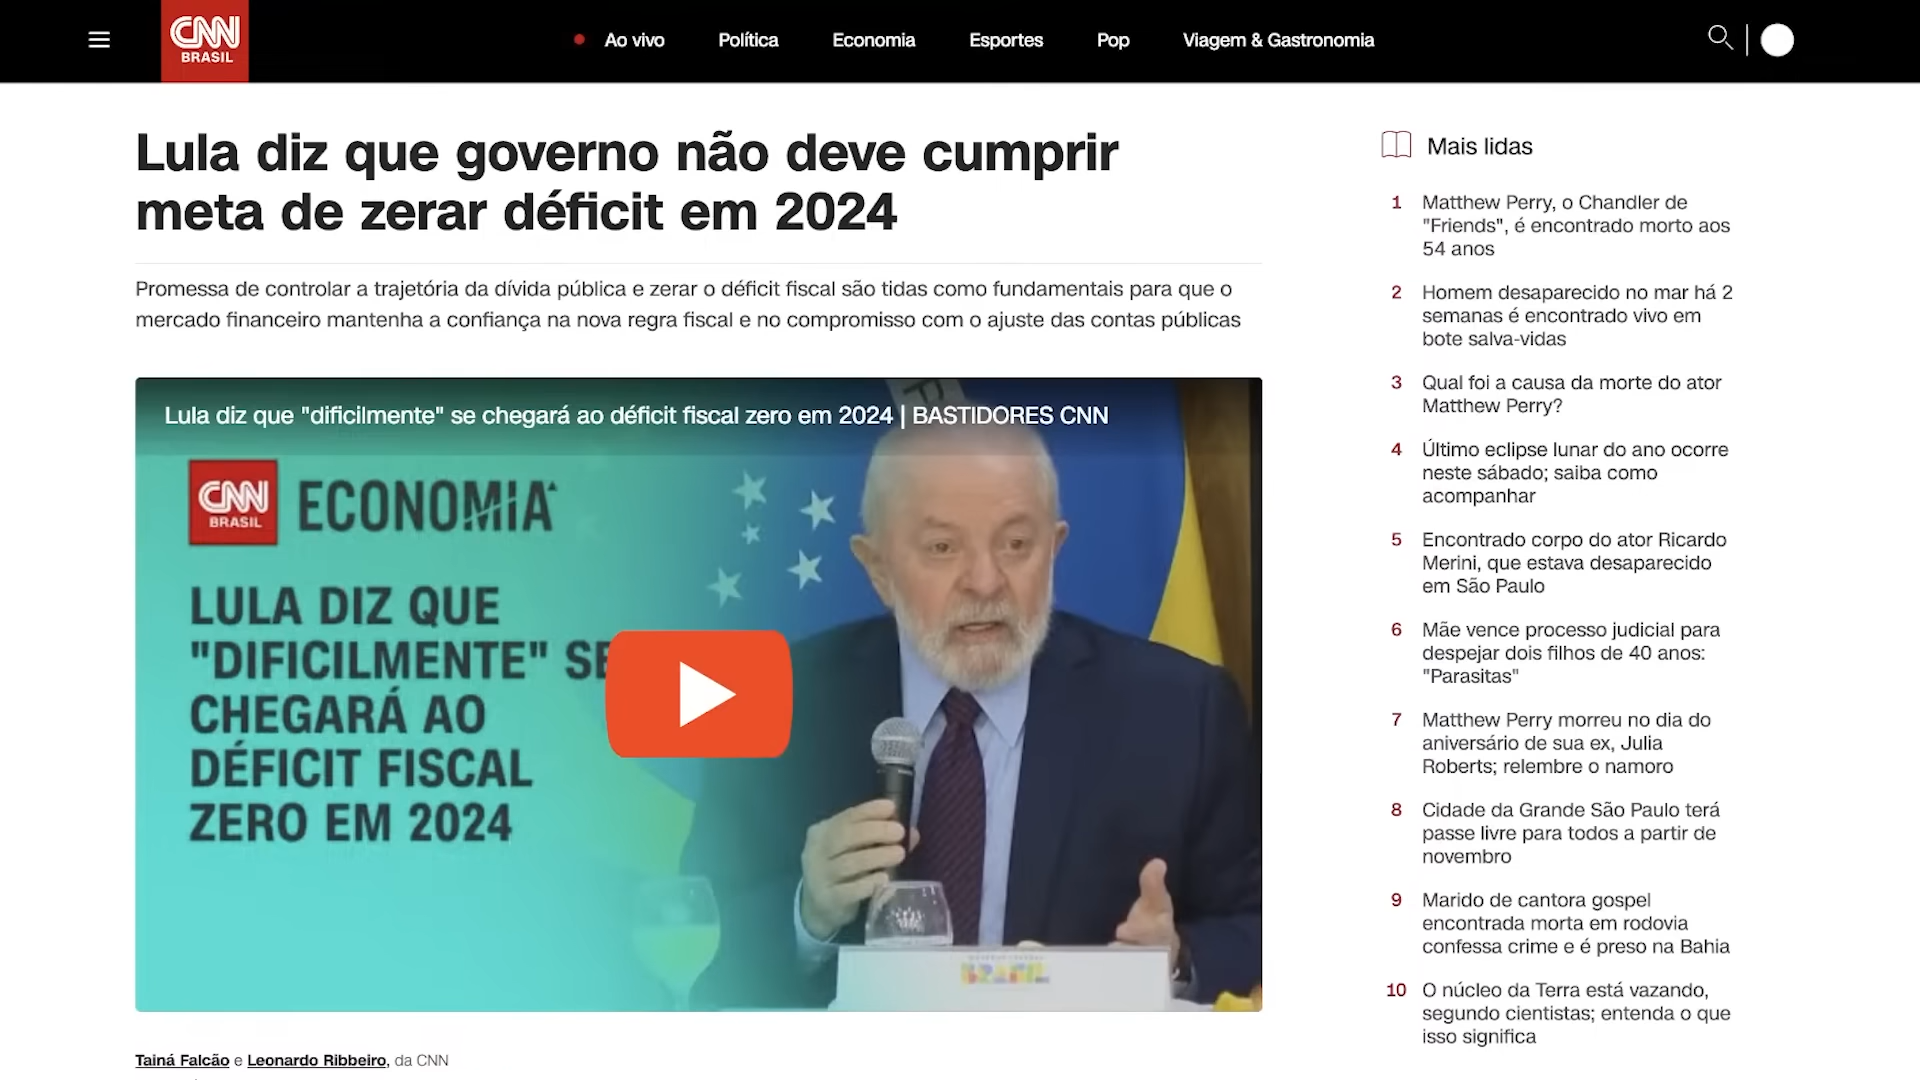 CNN
BRASIL
Ao vivo
Política
Economia
Esportes
Pop
Viagem & Gastronomia
Lula diz que governo não deve cumprir
meta de zerar déficit em 2024
Promessa de controlar a trajetória da dívida pública e zerar o déficit fiscal são tidas como fundamentais para que o
mercado financeiro mantenha a confiança na nova regra fiscal e no compromisso com o ajuste das contas públicas
Lula diz que "dificilmente" se chegará ao déficit fiscal zero em 2024 | BASTIDORES CNN
CNN
BRASIL
ECONOMIA
LULA DIZ QUE
"DIFICILMENTE" SE
CHEGARÁ AO
DÉFICIT FISCAL
ZERO EM 2024
BRASIL
Tainá Falcão e Leonardo Ribbeiro, da CNN
Mais lidas
1 Matthew Perry, o Chandler de
"Friends", é encontrado morto aos
54 anos
2 Homem desaparecido no mar há 2
semanas é encontrado vivo em
bote salva-vidas
3 Qual foi a causa da morte do ator
Matthew Perry?
4 Último eclipse lunar do ano ocorre
neste sábado; saiba como
acompanhar
5 Encontrado corpo do ator Ricardo
Merini, que estava desaparecido
em São Paulo
6 Mãe vence processo judicial para
despejar dois filhos de 40 anos:
"Parasitas"
7 Matthew Perry morreu no dia do
aniversário de sua ex, Julia
Roberts; relembre o namoro
8 Cidade da Grande São Paulo terá
passe livre para todos a partir de
novembro
9 Marido de cantora gospel
encontrada morta em rodovia
confessa crime e é preso na Bahia
10 O núcleo da Terra está vazando,
segundo cientistas; entenda o que
isso significa